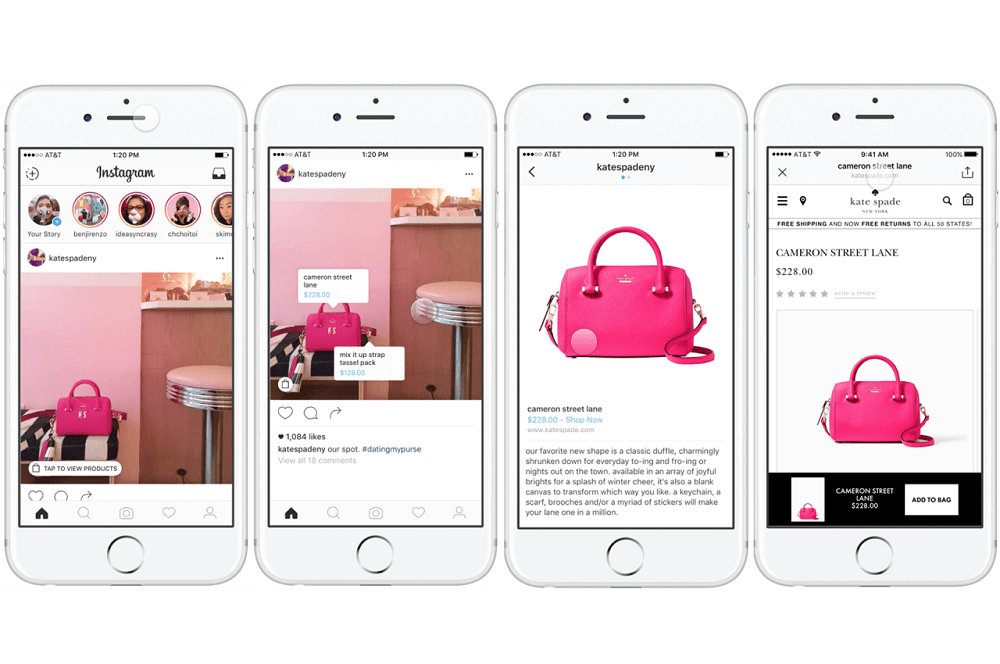 ●●●○○ AT&T 1:20 PM
Instagram
Your Story benjirenzo ideasyncrasy chchoitoi skim
katespadeny
KS
TAP TO VIEW PRODUCTS
●●●○○ AT&T 1:20 PM
katespadeny
cameron street
lane
$228.00
KS
mix it up strap
tassel pack
$128.00
1,084 likes
katespadeny our spot. #datingmypurse
View all 18 comments
●●●○○ AT&T 1:20 PM
katespadeny
cameron street lane
$228.00 - Shop Now
www.katespade.com
our favorite new shape is a classic duffle, charmingly
shrunken down for everyday to-ing and fro-ing or
nights out on the town. available in an array of joyful
brights for a splash of winter cheer, it's also a blank
canvas to transform which way you like. a keychain, a
scarf, brooches and/or a myriad of stickers will make
your lane one in a million.
●●●●● AT&T 9:41 AM 100%
cameron street lane
katespade.com
kate spade
NEW YORK
0
FREE SHIPPING AND NOW FREE RETURNS TO ALL 50 STATES!
CAMERON STREET LANE
$228.00
write a review
CAMERON STREET
LANE
$228.00
ADD TO BAG